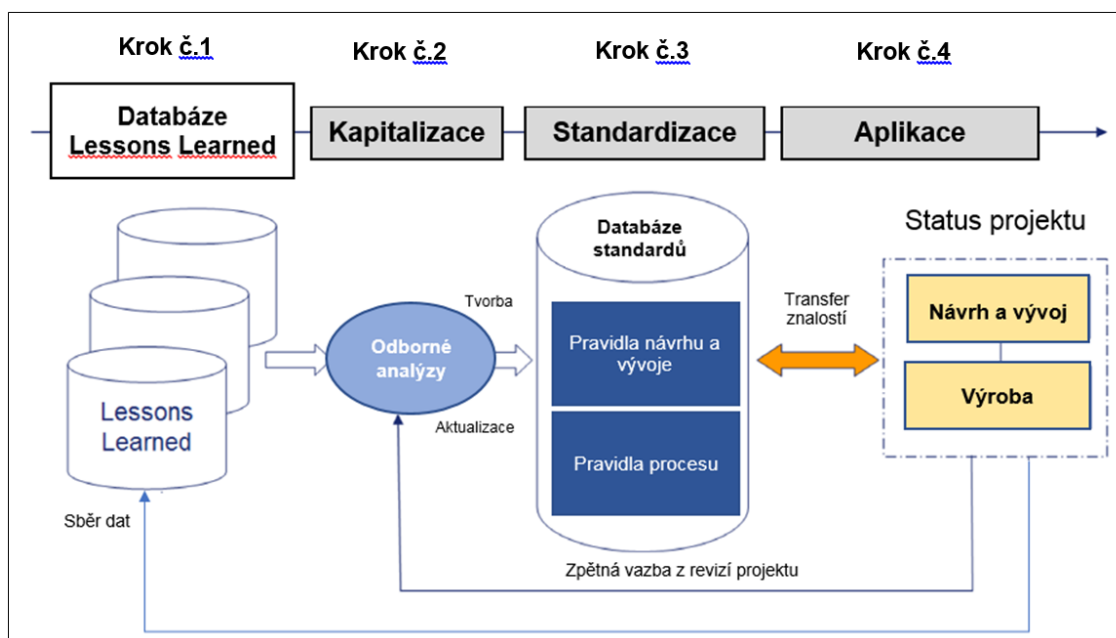 Krok č.1
Krok č.2
Krok č.3
Krok č.4
Databáze
Lessons Learned
Kapitalizace
Standardizace
Aplikace
Databáze
standardů
Status projektu
Tvorba
Odborné
analýzy
Aktualizace
Pravidla návrhu a
vývoje
Pravidla procesu
Transfer
znalostí
Návrh a vývoj
Výroba
Lessons
Learned
Sběr dat
Zpětná vazba z revizí projektu